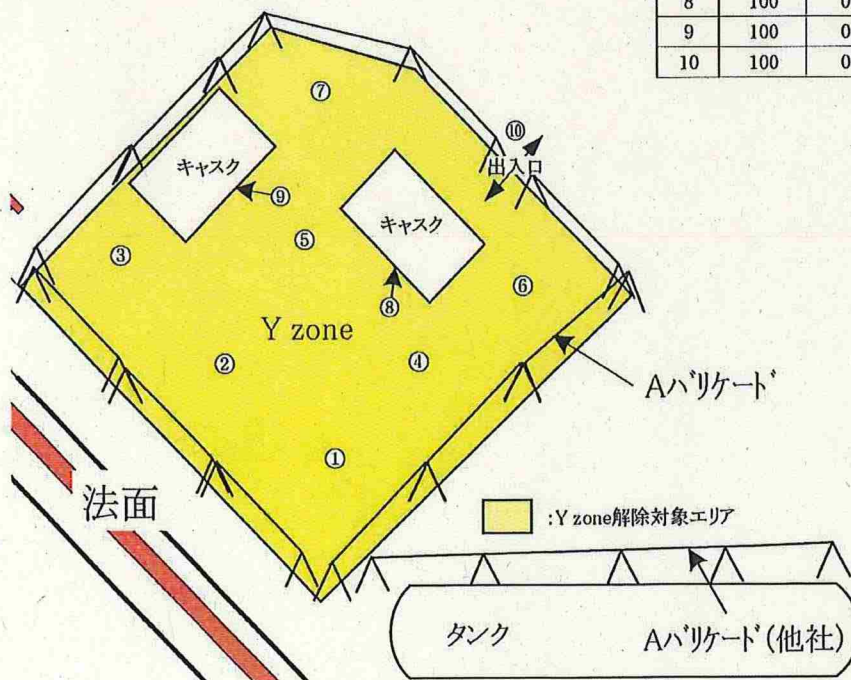 8 100 0
9 100 0
10 100 0
⑦
⑩
出入口
キャスク
⑨
キャスク
③
⑤
⑥
⑧
Y zone
②
④
Aバリケード
①
法面
:Y zone解除対象エリア
タンク
Aバリケード(他社)